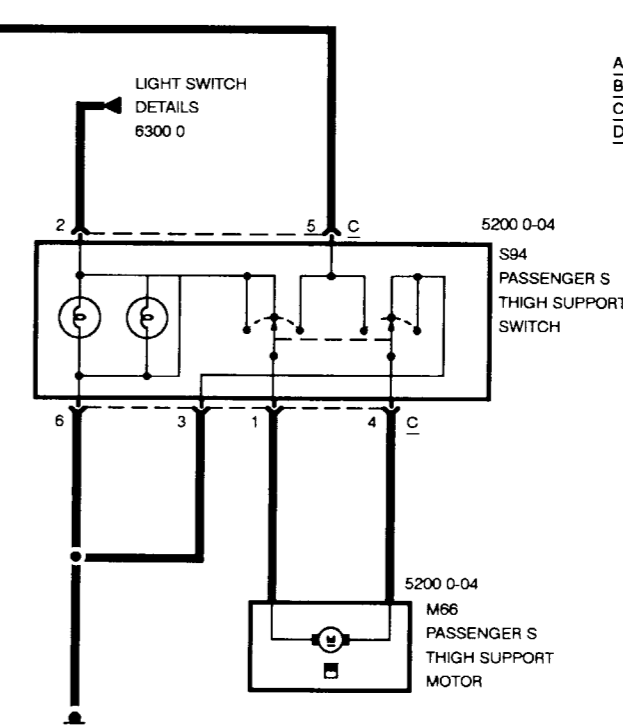 LIGHT SWITCH
DETAILS
6300 0
A
B
C
D
2
5 C
5200 0-04
S94
PASSENGER S
THIGH SUPPORT
SWITCH
6
3
1
4 C
5200 0-04
M66
PASSENGER S
THIGH SUPPORT
MOTOR
M